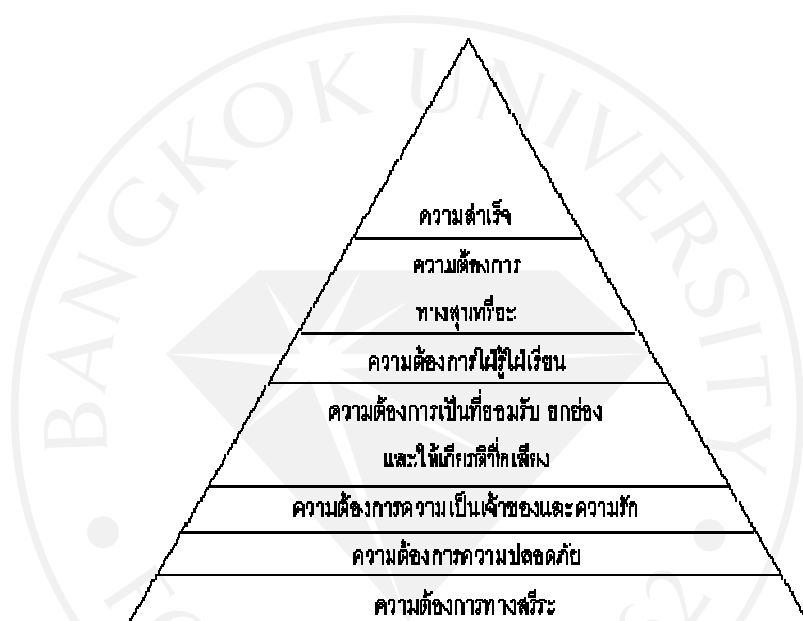 BANGKOK UNIVERSITY
ความสำเร็จ
ความต้องการ
ทางสุนทรียะ
ความต้องการใฝ่รู้ใฝ่เรียน
ความต้องการเป็นที่ยอมรับ ยกย่อง
และให้เกียรติชื่อเสียง
ความต้องการความเป็นเจ้าของและความรัก
ความต้องการความปลอดภัย
ความต้องการทางสรีระ